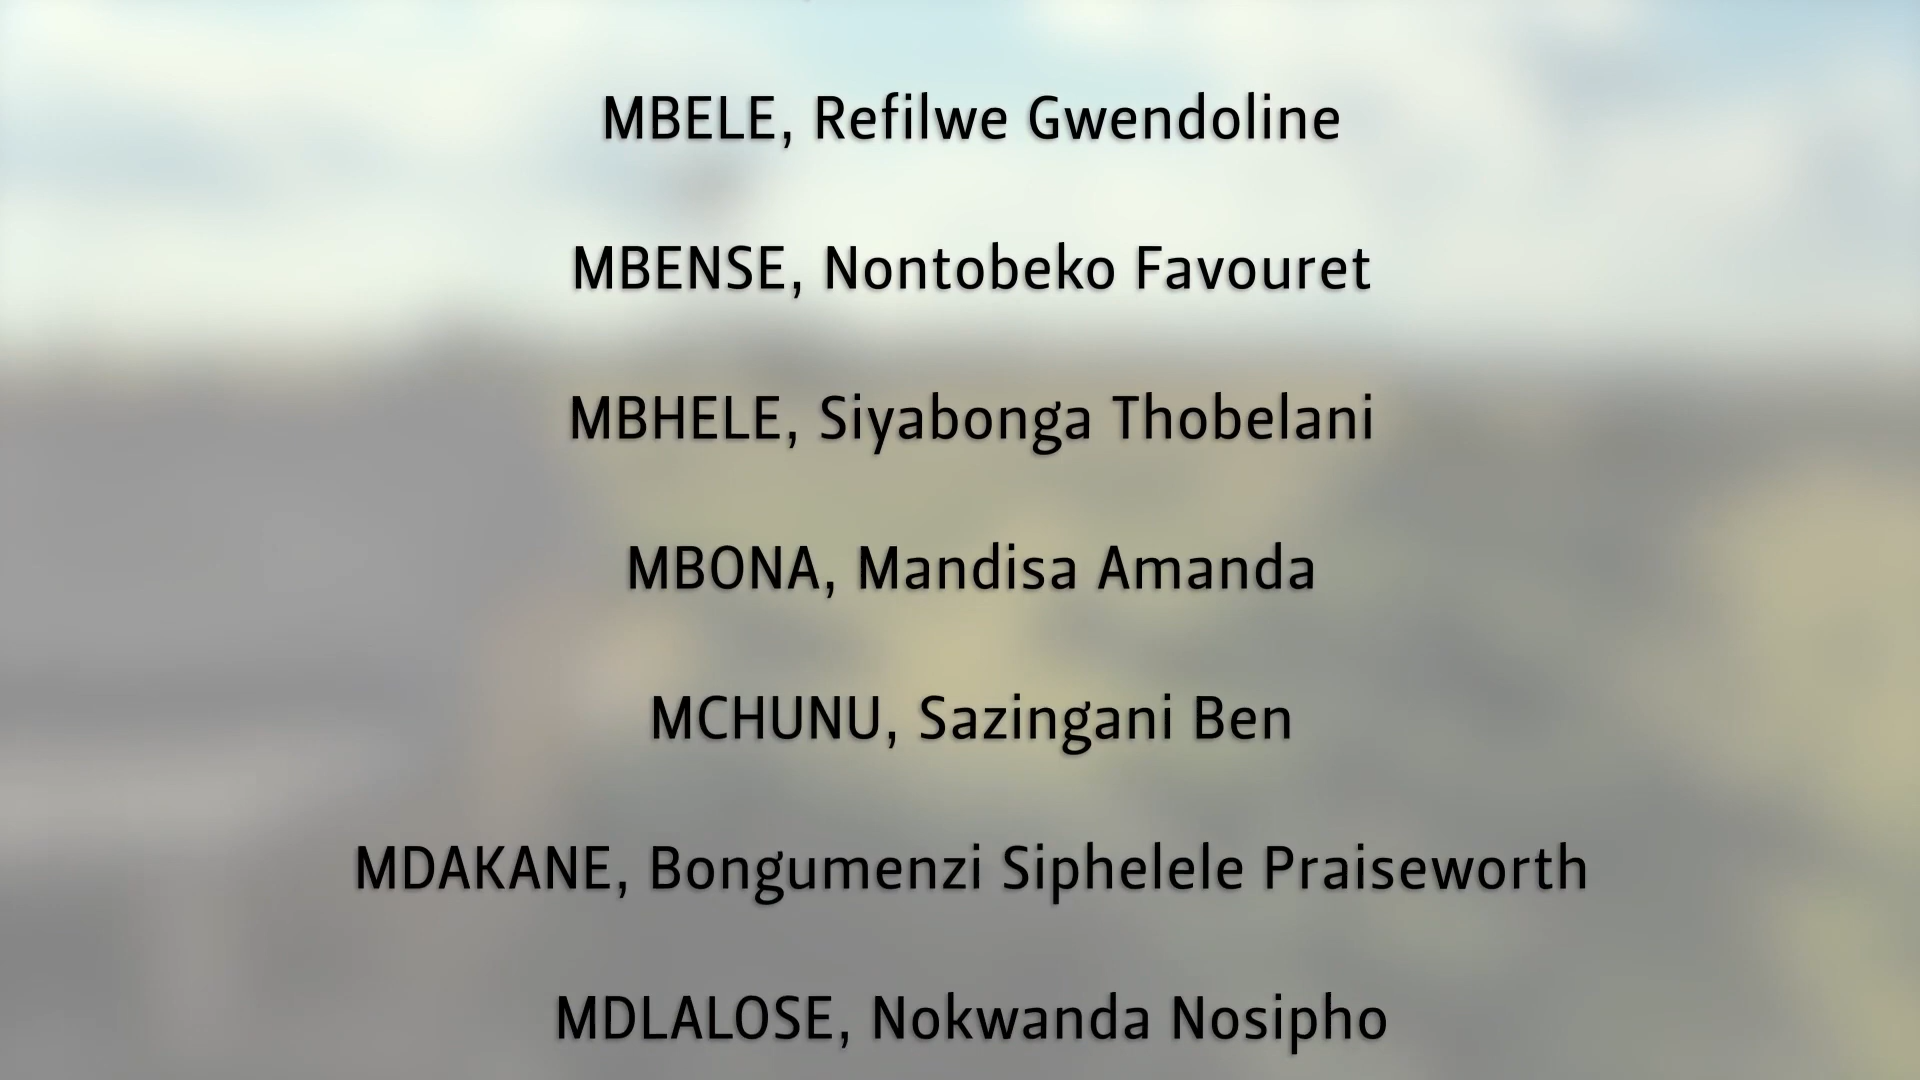 MBELE, Refilwe Gwendoline
MBENSE, Nontobeko Favouret
MBHELE, Siyabonga Thobelani
MBONA, Mandisa Amanda
MCHUNU, Sazingani Ben
MDAKANE, Bongumenzi Siphelele Praiseworth
MDLALOSE, Nokwanda Nosipho